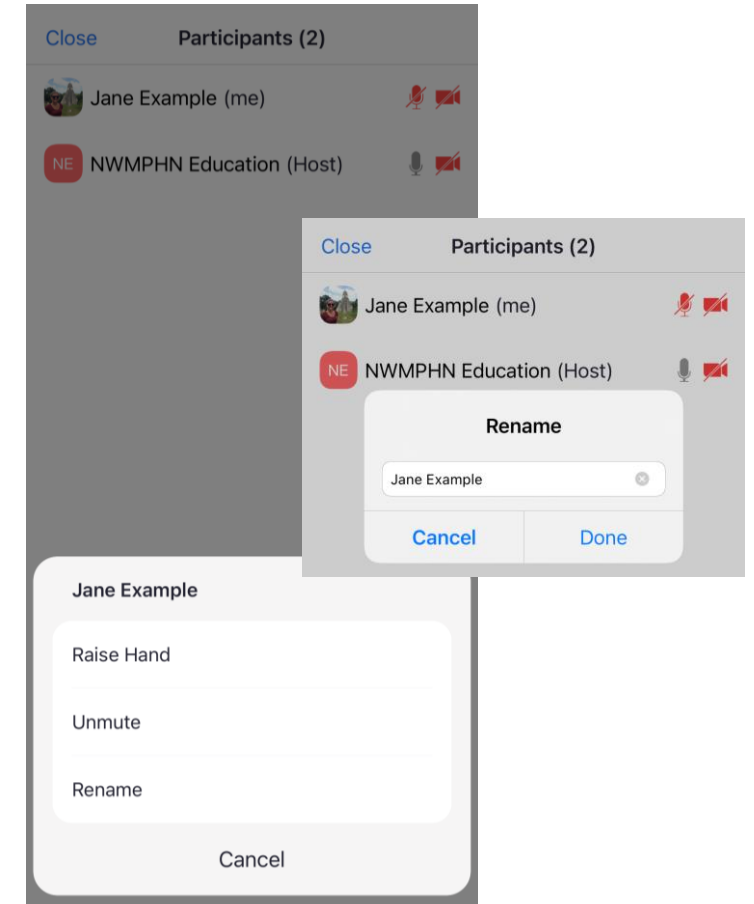 Close Participants (2)
Jane Example (me)
NE NWMPHN Education (Host)
Jane Example
Raise Hand
Unmute
Rename
Cancel
Close Participants (2)
Jane Example (me)
NE NWMPHN Education (Host)
Rename
Jane Example
Cancel Done